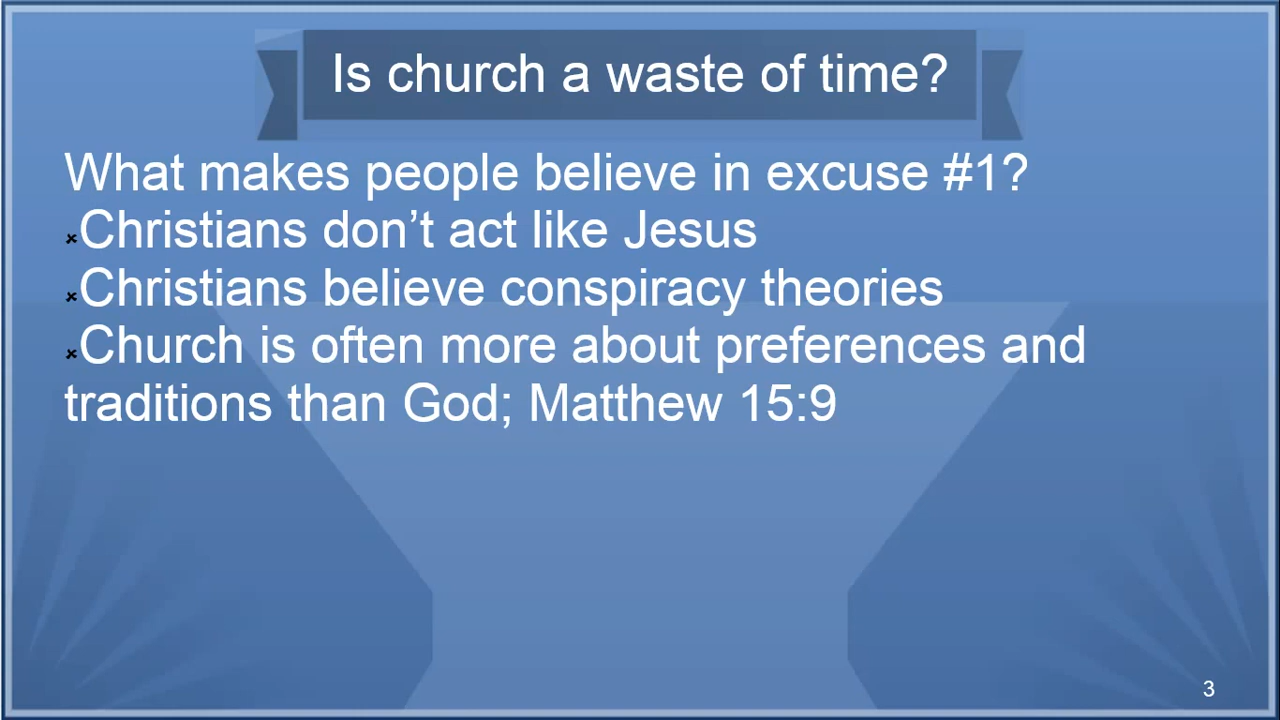 Is church a waste of time?
What makes people believe in excuse #1?
×Christians don’t act like Jesus
×Christians believe conspiracy theories
×Church is often more about preferences and
traditions than God; Matthew 15:9
3